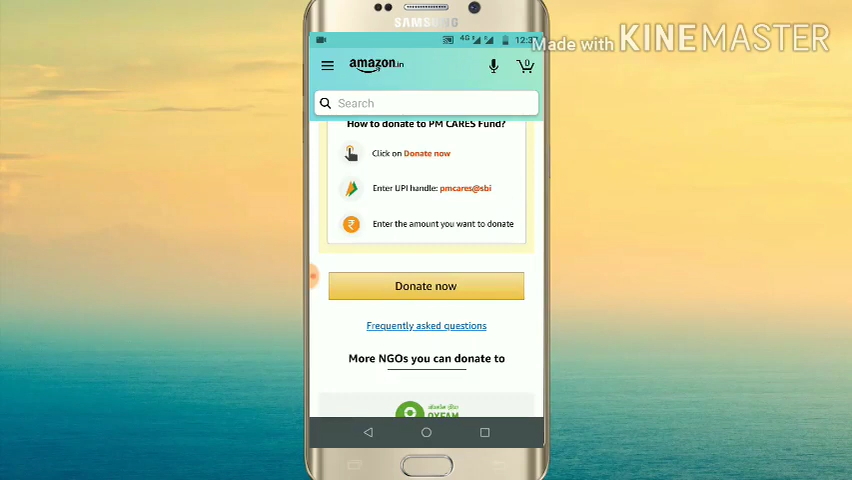 SAMSUNG
4G
Made with KINEMASTER
amazon.in
0
Search
How to donate to PM CARES Fund?
Click on Donate now
Enter UPI handle: pmcares@sbi
Enter the amount you want to donate
Donate now
Frequently asked questions
More NGOs you can donate to
OXFAM